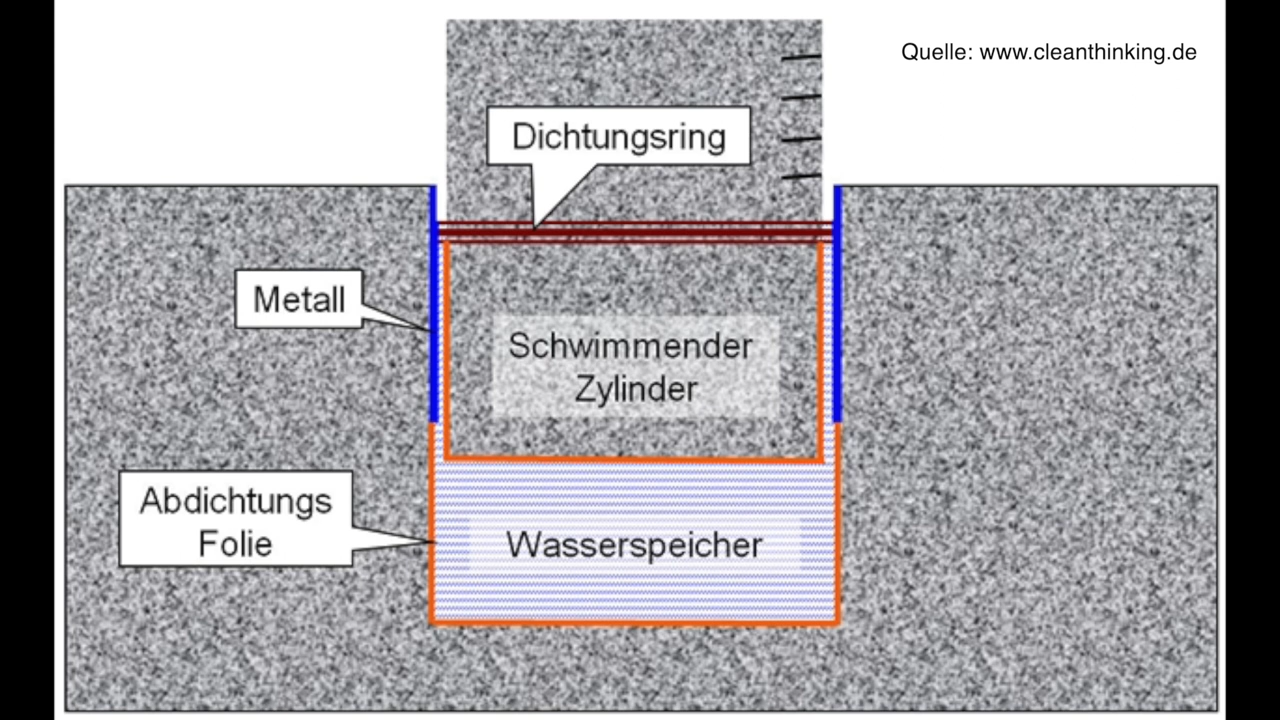 Quelle: www.cleanthinking.de
Dichtungsring
Metall
Schwimmender
Zylinder
Abdichtungs
Folie
Wasserspeicher